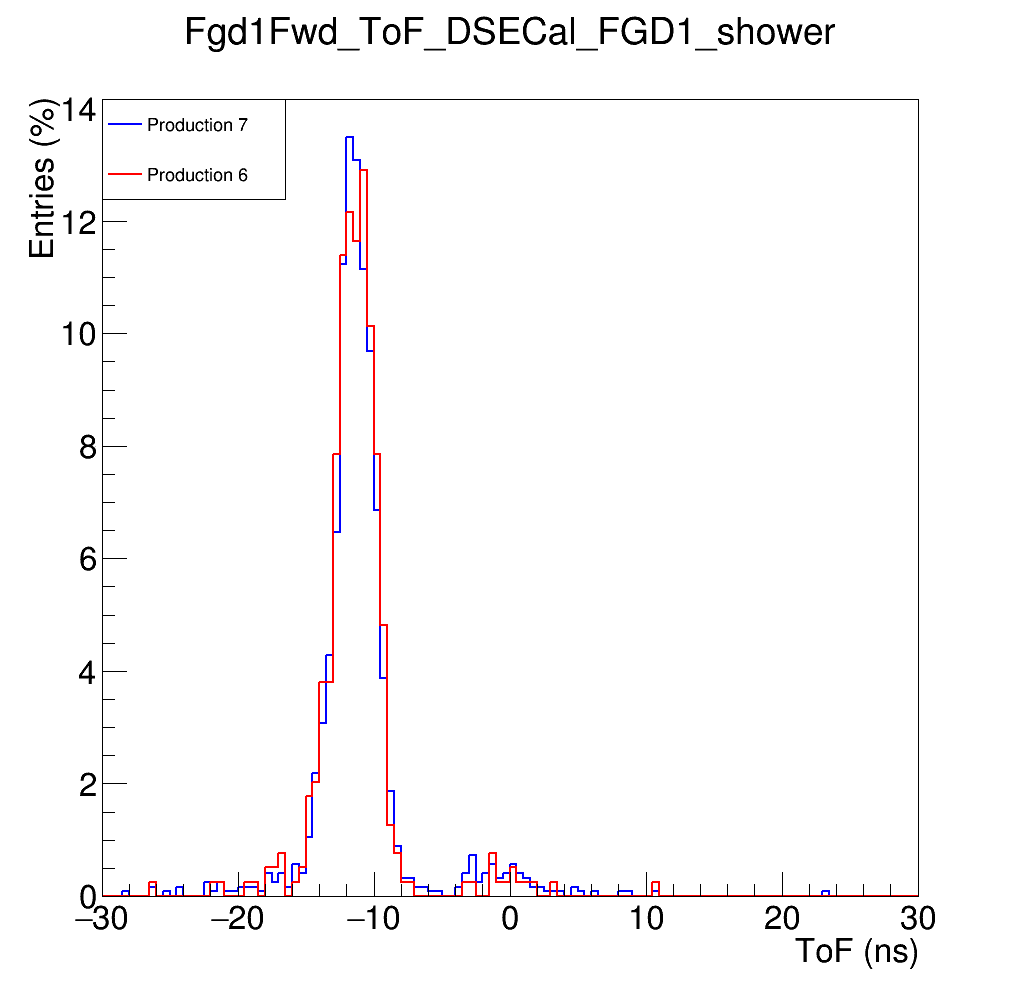 Fgd1Fwd_ToF_DSECal_FGD1_shower
Entries (%)
Production 7
Production 6
14
12
10
8
6
4
2
0
−30 −20 −10 0 10 20 30
ToF (ns)